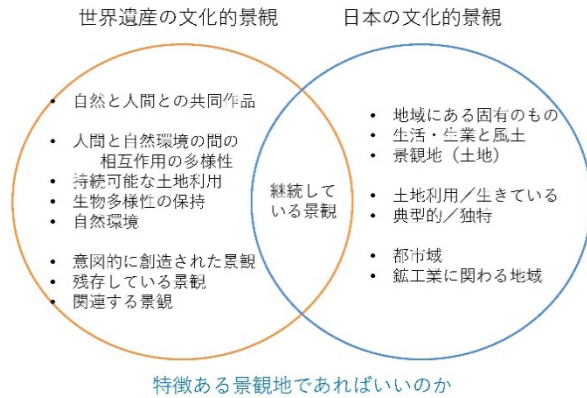 世界遺産の文化的景観
日本の文化的景観
• 自然と人間との共同作品
• 人間と自然環境の間の
相互作用の多様性
• 持続可能な土地利用
• 生物多様性の保持
• 自然環境
• 意図的に創造された景観
• 残存している景観
• 関連する景観
継続して
いる景観
• 地域にある固有のもの
• 生活・生業と風土
• 景観地（土地）
• 土地利用／生きている
• 典型的／独特
• 都市域
• 鉱工業に関わる地域
特徴ある景観地であればいいのか